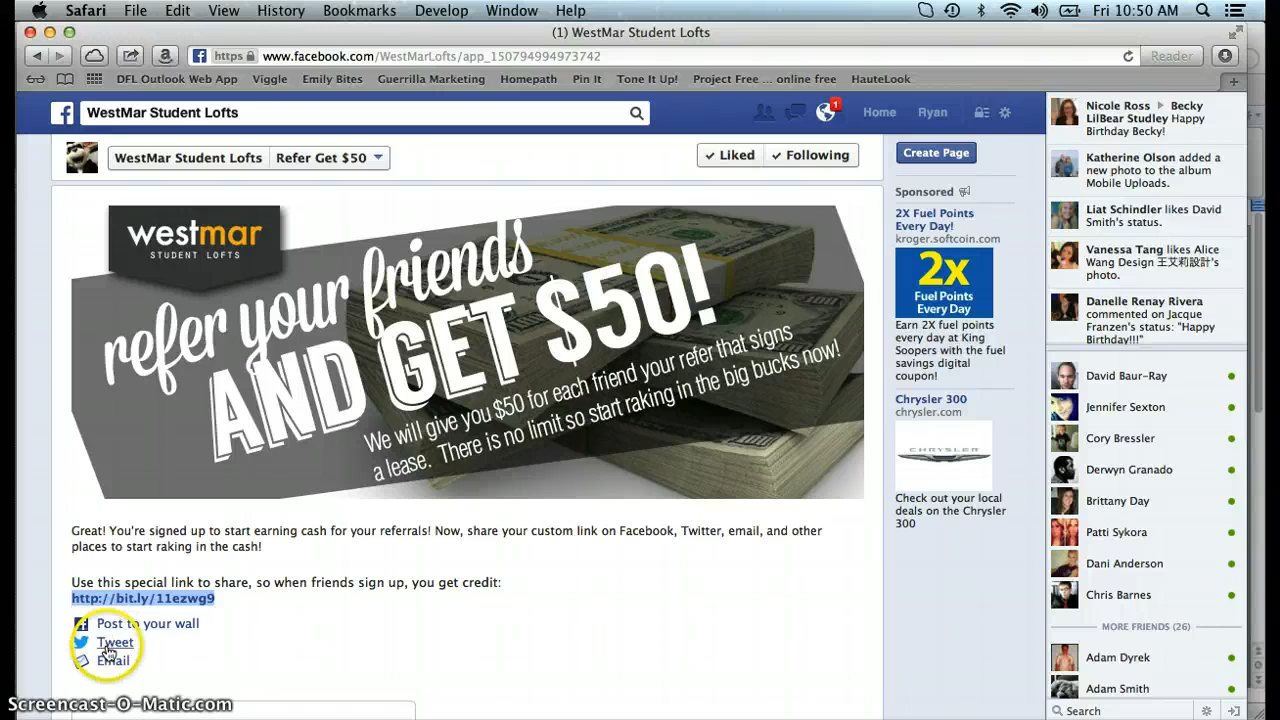 Safari File Edit View History Bookmarks Develop Window Help Fri 10:50 AM
(1) WestMar Student Lofts
https www.facebook.com/WestMarLofts/app_150794994973742 Reader
DFL Outlook Web App Viggle Emily Bites Guerrilla Marketing Homepath Pin It Tone It Up! Project Free ... online free HauteLook
WestMar Student Lofts 1 Home Ryan
WestMar Student Lofts Refer Get $50 Liked Following
westmar
STUDENT LOFTS
refer your friends
AND GET $50!
We will give you $50 for each friend your refer that signs
a lease. There is no limit so start raking in the big bucks now!
Great! You're signed up to start earning cash for your referrals! Now, share your custom link on Facebook, Twitter, email, and other
places to start raking in the cash!
Use this special link to share, so when friends sign up, you get credit:
http://bit.ly/11ezwg9
Post to your wall
Tweet
Email
Create Page
Sponsored
2X Fuel Points
Every Day!
kroger.softcoin.com
2x
Fuel Points
Every Day
Earn 2X fuel points
every day at King
Soopers with the fuel
savings digital
coupon!
Chrysler 300
chrysler.com
CHRYSLER
Check out your local
deals on the Chrysler
300
Nicole Ross Becky
LilBear Studley Happy
Birthday Becky!
Katherine Olson added a
new photo to the album
Mobile Uploads.
Liat Schindler likes David
Smith's status.
Vanessa Tang likes Alice
Wang Design 王艾莉設計's
photo.
Danelle Renay Rivera
commented on Jacque
Franzen's status: "Happy
Birthday!!!"
David Baur-Ray
Jennifer Sexton
Cory Bressler
Derwyn Granado
Brittany Day
Patti Sykora
Dani Anderson
Chris Barnes
MORE FRIENDS (26)
Adam Dyrek
Adam Smith
Search
Screencast-O-Matic.com